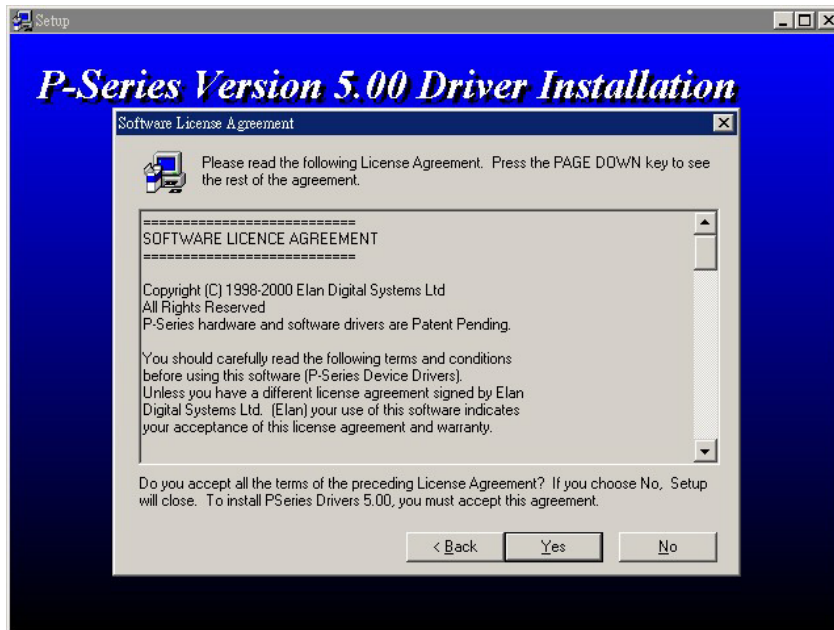 Setup
P-Series Version 5.00 Driver Installation
Software License Agreement
Please read the following License Agreement. Press the PAGE DOWN key to see
the rest of the agreement.
===========================
SOFTWARE LICENCE AGREEMENT
===========================
Copyright (C) 1998-2000 Elan Digital Systems Ltd
All Rights Reserved
P-Series hardware and software drivers are Patent Pending.
You should carefully read the following terms and conditions
before using this software (P-Series Device Drivers).
Unless you have a different license agreement signed by Elan
Digital Systems Ltd. (Elan) your use of this software indicates
your acceptance of this license agreement and warranty.
Do you accept all the terms of the preceding License Agreement? If you choose No, Setup
will close. To install PSeries Drivers 5.00, you must accept this agreement.
< Back
Yes
No